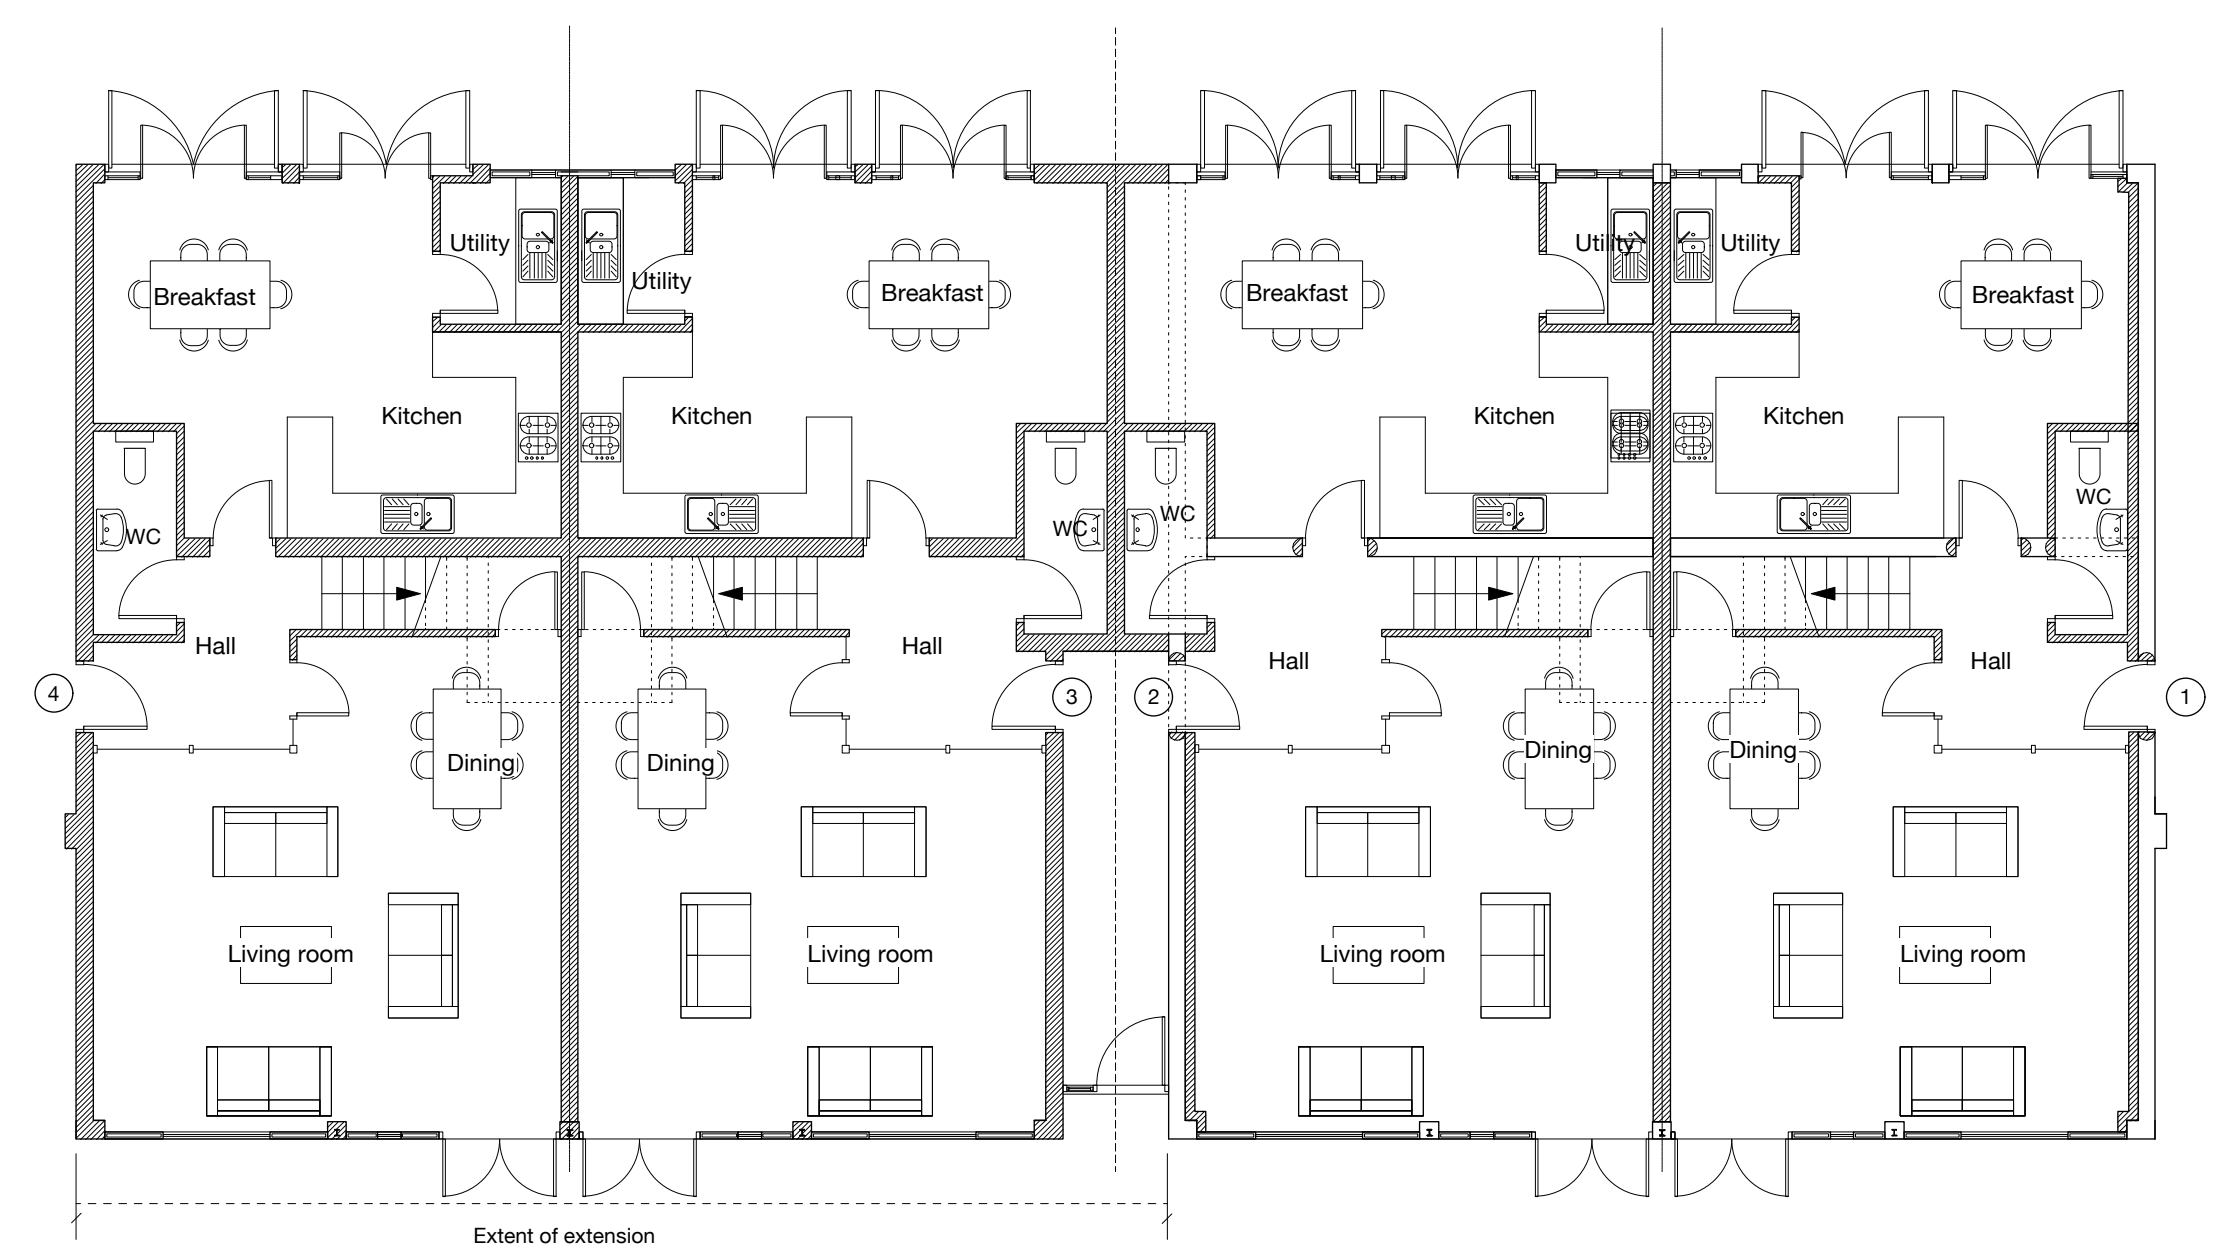 Utility
Utility
Utility
Utility
Breakfast
Breakfast
Breakfast
Breakfast
Kitchen
Kitchen
Kitchen
Kitchen
WC
WC
WC
WC
Hall
Hall
Hall
Hall
4
3
2
1
Dining
Dining
Dining
Dining
Living room
Living room
Living room
Living room
Extent of extension